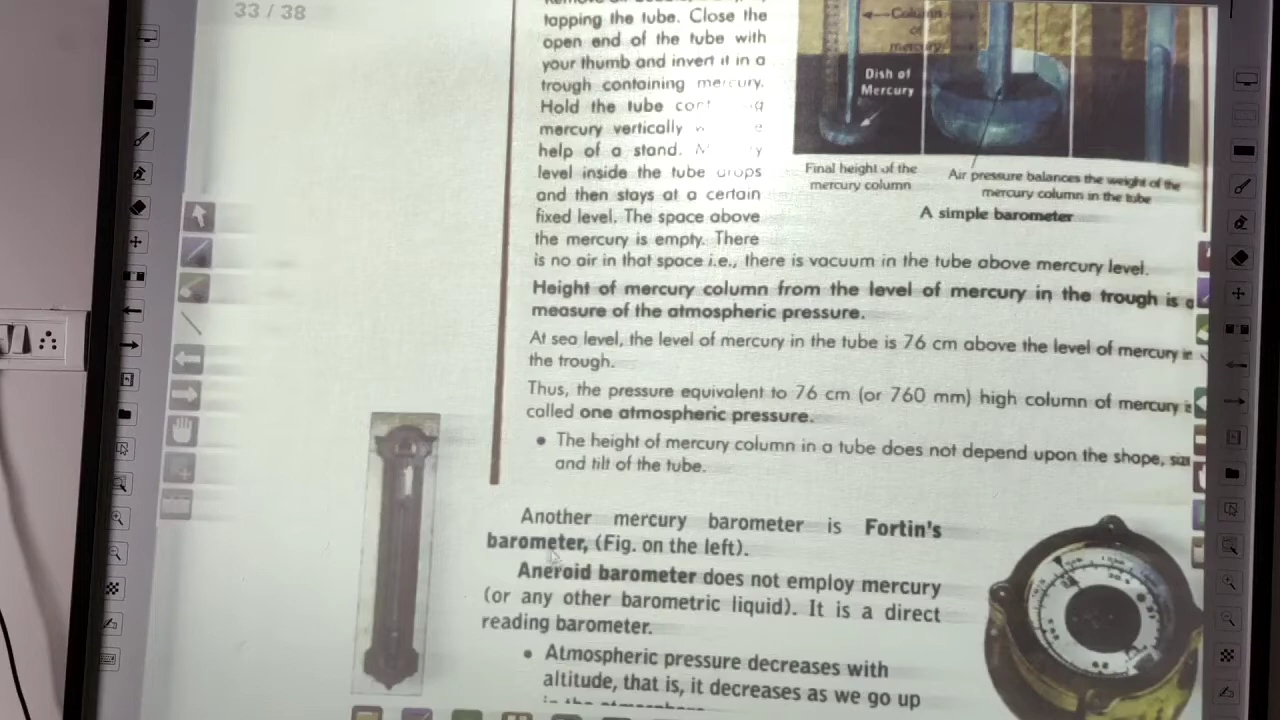 33 / 38
tapping the tube. Close the
open end of the tube with
your thumb and invert it in a
trough containing mercury.
Hold the tube
mercury vertically
help of a stand.
level inside the tube drops
and then stays at a certain
fixed level. The space above
the mercury is empty. There
is no air in that space i.e., there is vacuum in the tube above mercury level.
Height of mercury column from the level of mercury in the trough is a
measure of the atmospheric pressure.
At sea level, the level of mercury in the tube is 76 cm above the level of mercury in
the trough.
Thus, the pressure equivalent to 76 cm (or 760 mm) high column of mercury is
called one atmospheric pressure.
• The height of mercury column in a tube does not depend upon the shape, size
and tilt of the tube.
Column
of
mercury
Dish of
Mercury
Final height of the
mercury column
Air pressure balances the weight of the
mercury column in the tube
A simple barometer
Another mercury barometer is Fortin's
barometer, (Fig. on the left).
Aneroid barometer does not employ mercury
(or any other barometric liquid). It is a direct
reading barometer.
• Atmospheric pressure decreases with
altitude, that is, it decreases as we go up